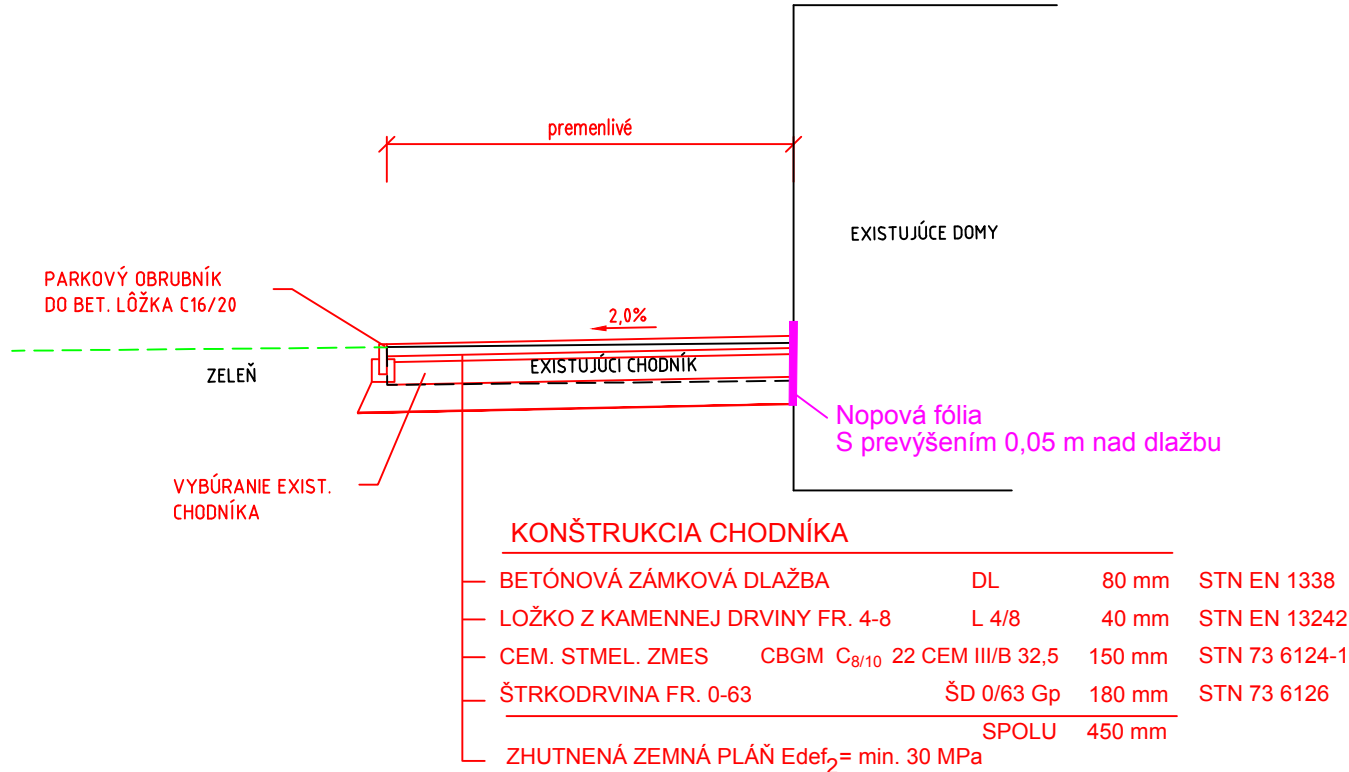 premenlivé
EXISTUJÚCE DOMY
PARKOVÝ OBRUBNÍK
DO BET. LÔŽKA C16/20
2,0%
ZELEŇ
EXISTUJÚCI CHODNÍK
Nopová fólia
S prevýšením 0,05 m nad dlažbu
VYBÚRANIE EXIST.
CHODNÍKA
KONŠTRUKCIA CHODNÍKA
BETÓNOVÁ ZÁMKOVÁ DLAŽBA DL 80 mm STN EN 1338
LOŽKO Z KAMENNEJ DRVINY FR. 4-8 L 4/8 40 mm STN EN 13242
CEM. STMEL. ZMES CBGM C8/10 22 CEM III/B 32,5 150 mm STN 73 6124-1
ŠTRKODRVINA FR. 0-63 ŠD 0/63 Gp 180 mm STN 73 6126
SPOLU 450 mm
ZHUTNENÁ ZEMNÁ PLÁŇ Edef2= min. 30 MPa